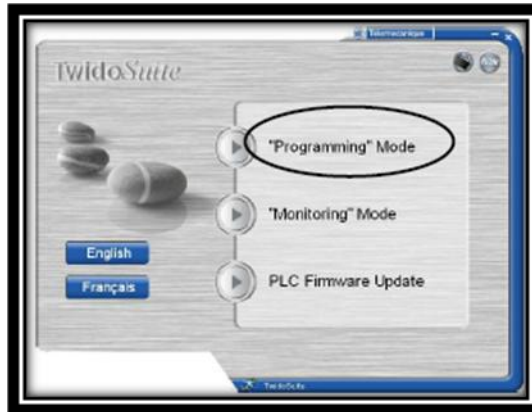 Telemecanique
TwidoSuite
"Programming" Mode
"Monitoring" Mode
English
Français
PLC Firmware Update
TwidoSuite